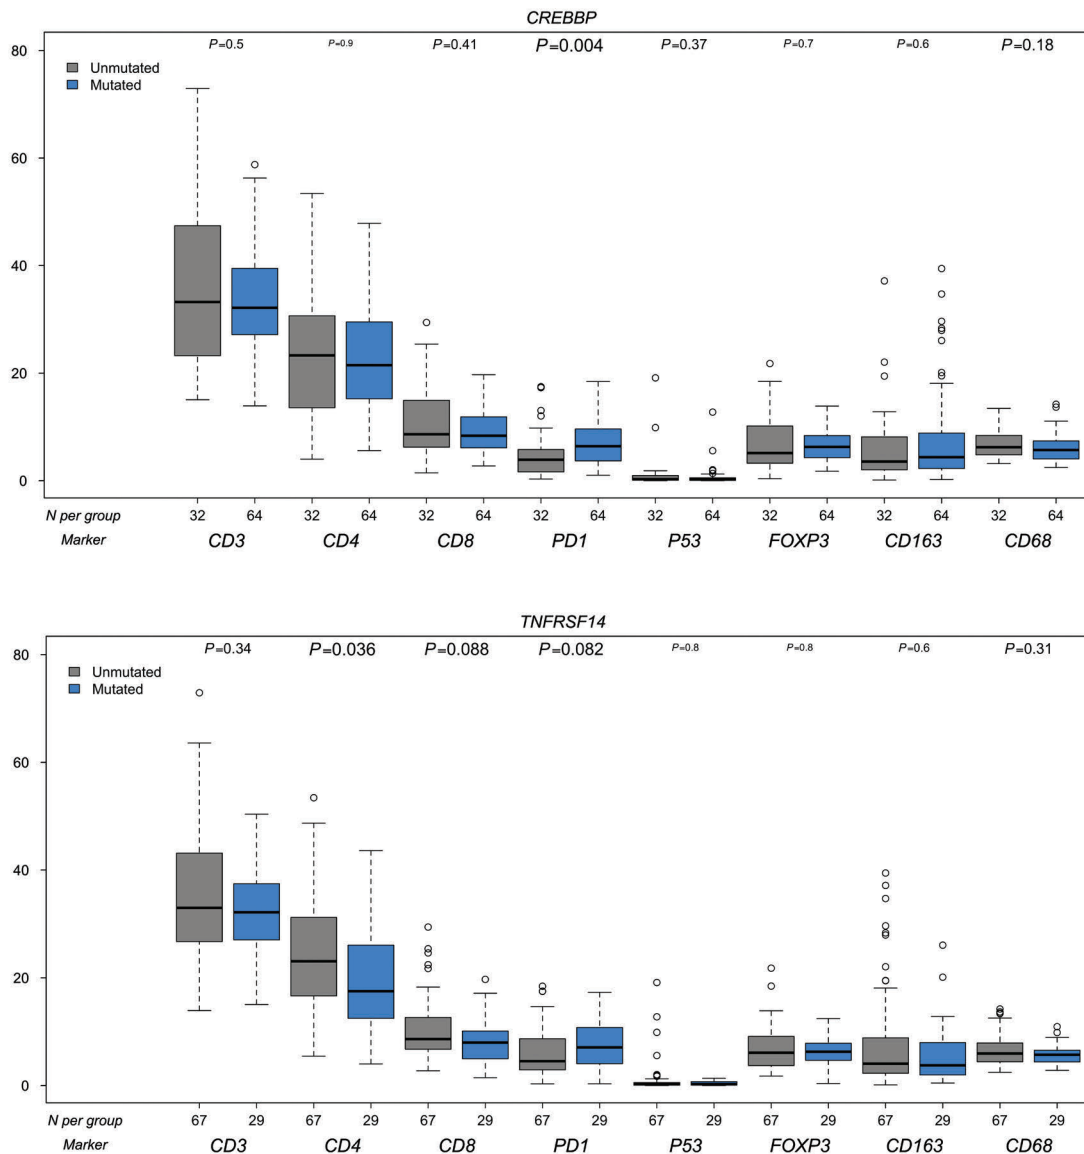 CREBBP
80 P=0.5 P=0.9 P=0.41 P=0.004 P=0.37 P=0.7 P=0.6 P=0.18
Unmutated
Mutated
60
40
20
0
N per group 32 64 32 64 32 64 32 64 32 64 32 64 32 64 32 64
Marker CD3 CD4 CD8 PD1 P53 FOXP3 CD163 CD68
TNFRSF14
80 P=0.34 P=0.036 P=0.088 P=0.082 P=0.8 P=0.8 P=0.6 P=0.31
Unmutated
Mutated
60
40
20
0
N per group 67 29 67 29 67 29 67 29 67 29 67 29 67 29 67 29
Marker CD3 CD4 CD8 PD1 P53 FOXP3 CD163 CD68